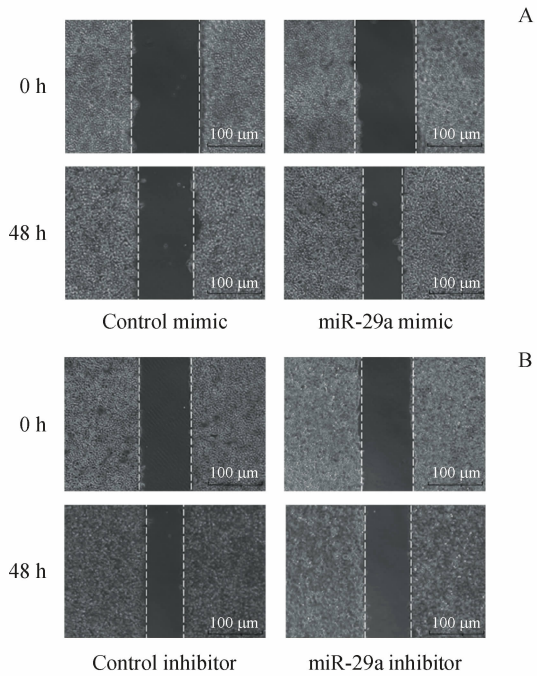 A
0 h
100 μm
100 μm
48 h
100 μm
100 μm
Control mimic
miR-29a mimic
B
0 h
100 μm
100 μm
48 h
100 μm
100 μm
Control inhibitor
miR-29a inhibitor